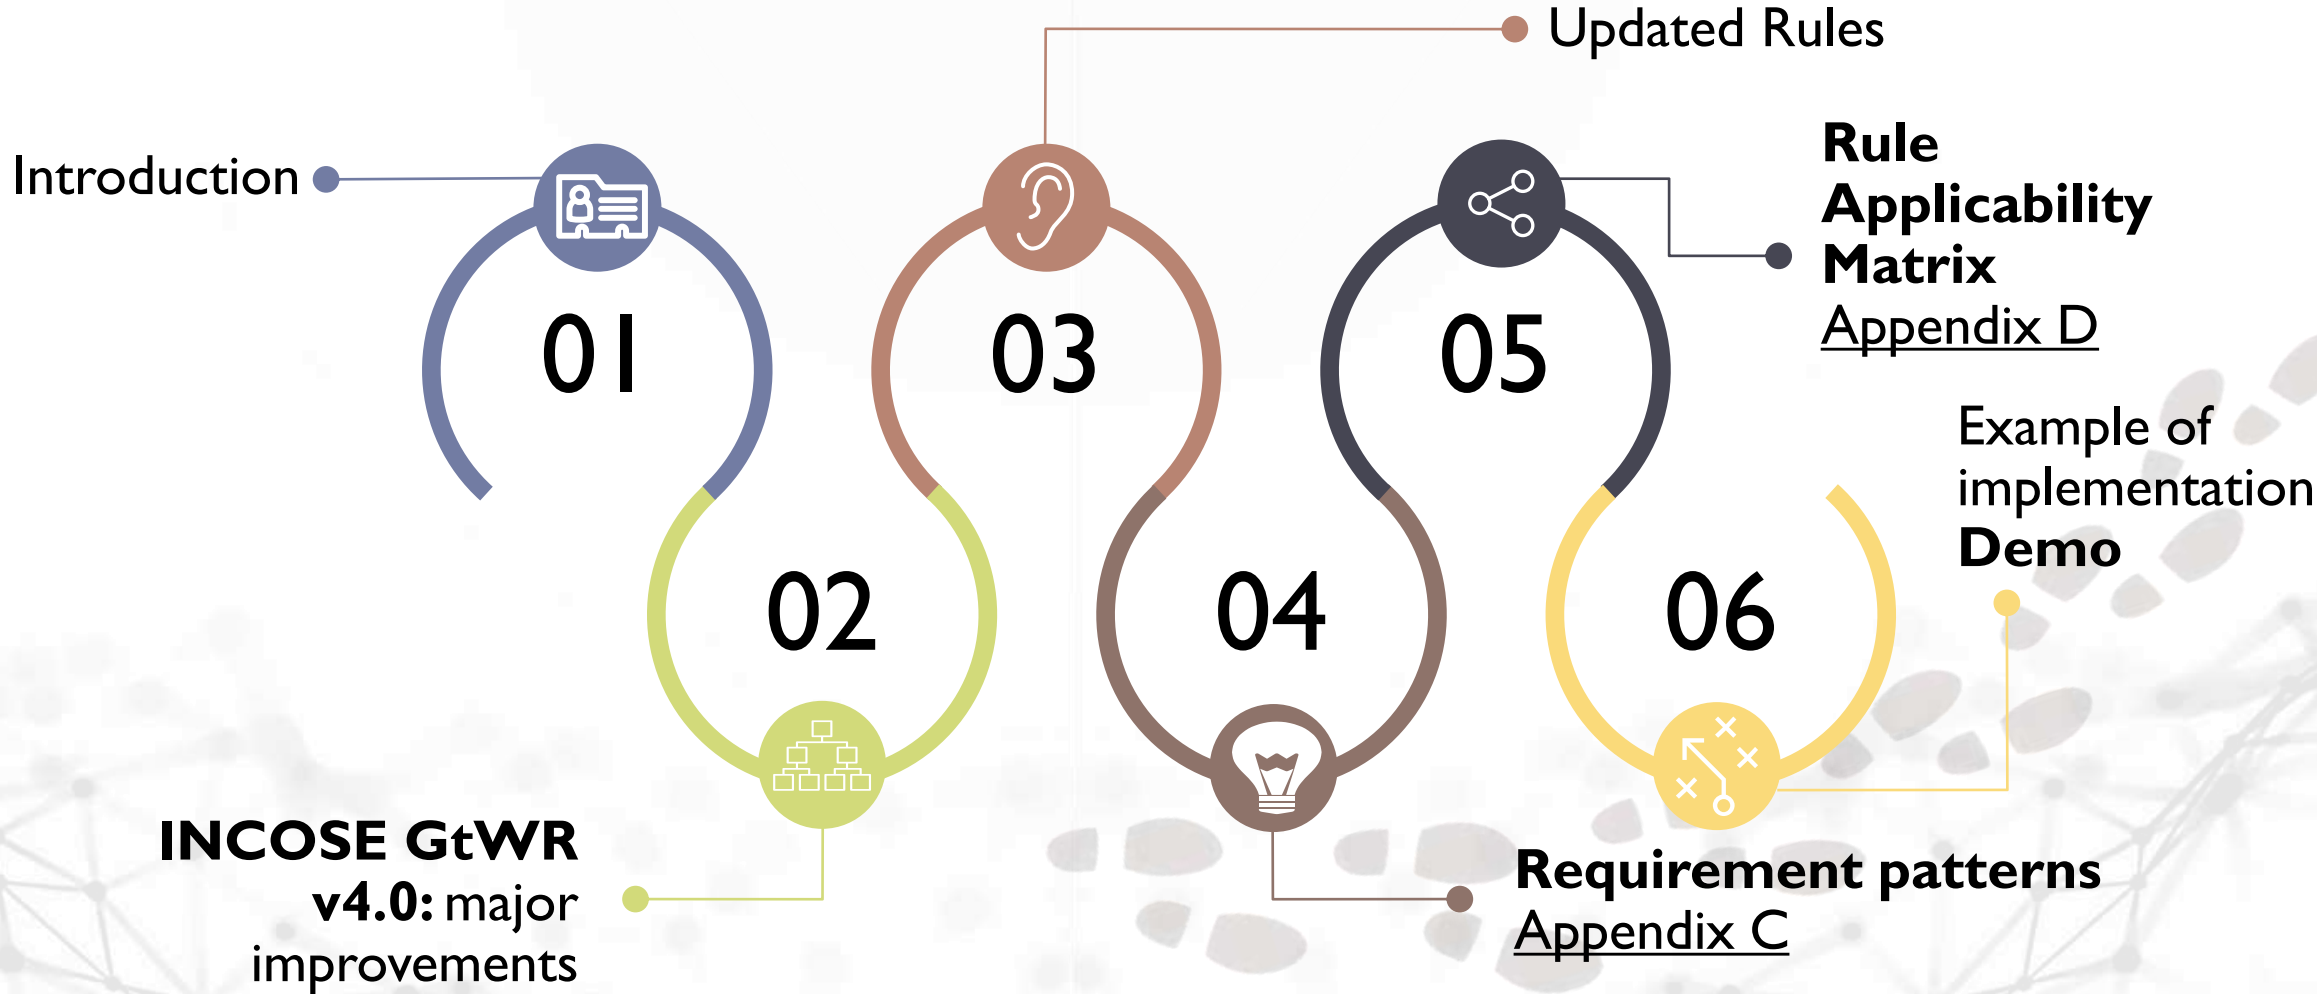 Introduction
01
INCOSE GtWR
v4.0: major
improvements
02
Updated Rules
03
Requirement patterns
Appendix C
04
Rule
Applicability
Matrix
Appendix D
05
Example of
implementation
Demo
06